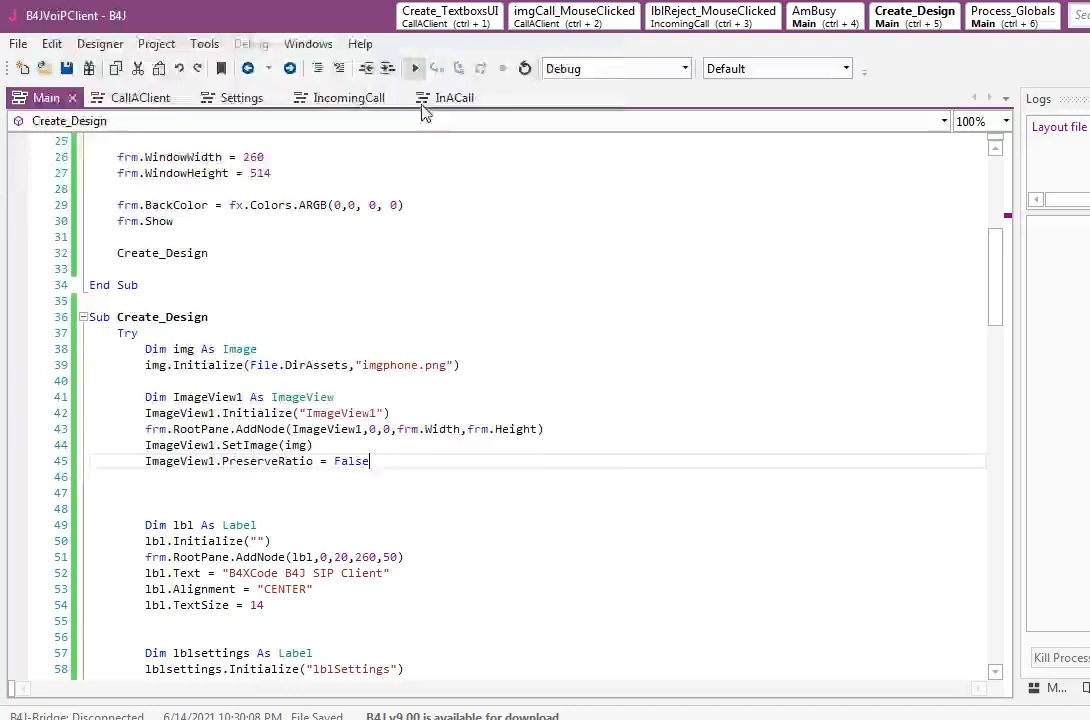 B4JVoiPClient - B4J
Create_TextboxsUI
CallAClient (ctrl + 1)
imgCall_MouseClicked
CallAClient (ctrl + 2)
lblReject_MouseClicked
IncomingCall (ctrl + 3)
AmBusy
Main (ctrl + 4)
Create_Design
Main (ctrl + 5)
Process_Globals
Main (ctrl + 6)
File Edit Designer Project Tools Debug Windows Help
Debug Default
Main CallAClient Settings IncomingCall InACall
Logs
Create_Design 100%
Layout file
25
26 frm.WindowWidth = 260
27 frm.WindowHeight = 514
28
29 frm.BackColor = fx.Colors.ARGB(0,0, 0, 0)
30 frm.Show
31
32 Create_Design
33
34 End Sub
35
36 Sub Create_Design
37 Try
38 Dim img As Image
39 img.Initialize(File.DirAssets,"imgphone.png")
40
41 Dim ImageView1 As ImageView
42 ImageView1.Initialize("ImageView1")
43 frm.RootPane.AddNode(ImageView1,0,0,frm.Width,frm.Height)
44 ImageView1.SetImage(img)
45 ImageView1.PreserveRatio = False
46
47
48
49 Dim lbl As Label
50 lbl.Initialize("")
51 frm.RootPane.AddNode(lbl,0,20,260,50)
52 lbl.Text = "B4XCode B4J SIP Client"
53 lbl.Alignment = "CENTER"
54 lbl.TextSize = 14
55
56
57 Dim lblsettings As Label
58 lblsettings.Initialize("lblSettings")
Kill Process
M...
B4J-Bridge: Disconnected 6/14/2021 10:30:08 PM File Saved B4J v9.00 is available for download